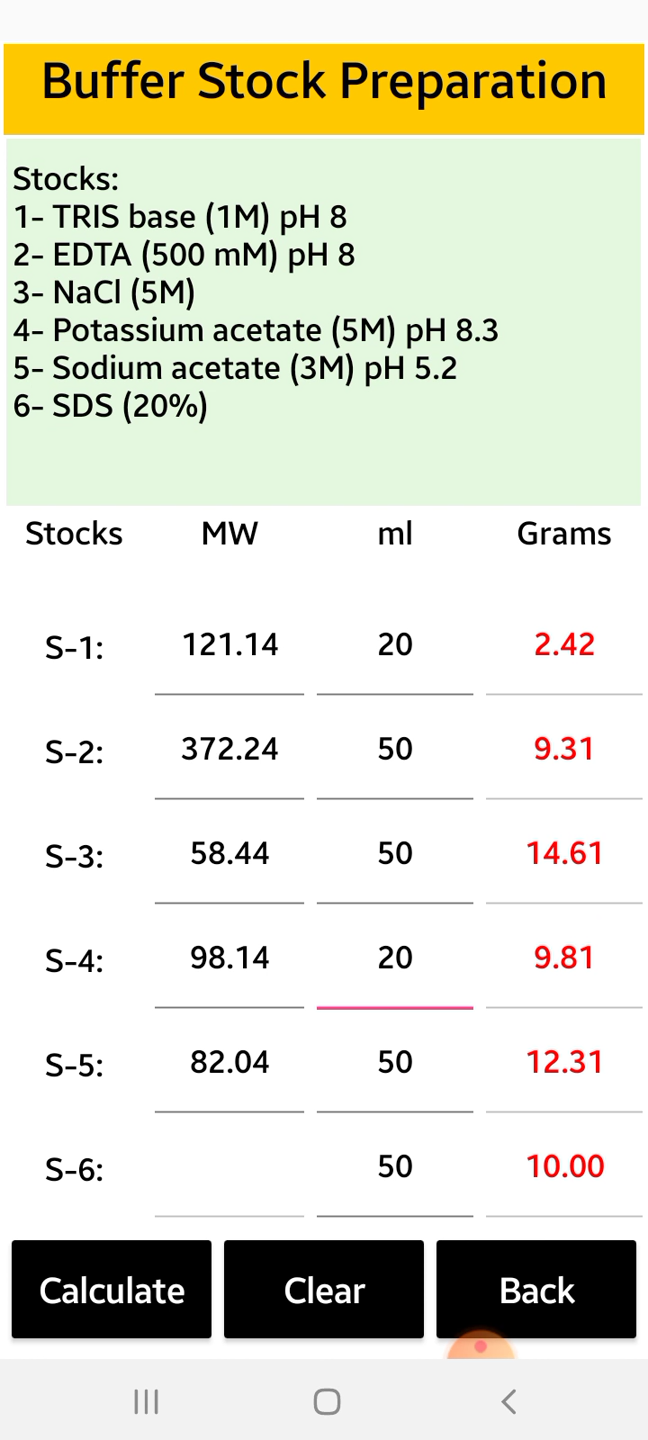 Buffer Stock Preparation
Stocks:
1- TRIS base (1M) pH 8
2- EDTA (500 mM) pH 8
3- NaCl (5M)
4- Potassium acetate (5M) pH 8.3
5- Sodium acetate (3M) pH 5.2
6- SDS (20%)
Stocks MW ml Grams
S-1: 121.14 20 2.42
S-2: 372.24 50 9.31
S-3: 58.44 50 14.61
S-4: 98.14 20 9.81
S-5: 82.04 50 12.31
S-6: 50 10.00
Calculate Clear Back